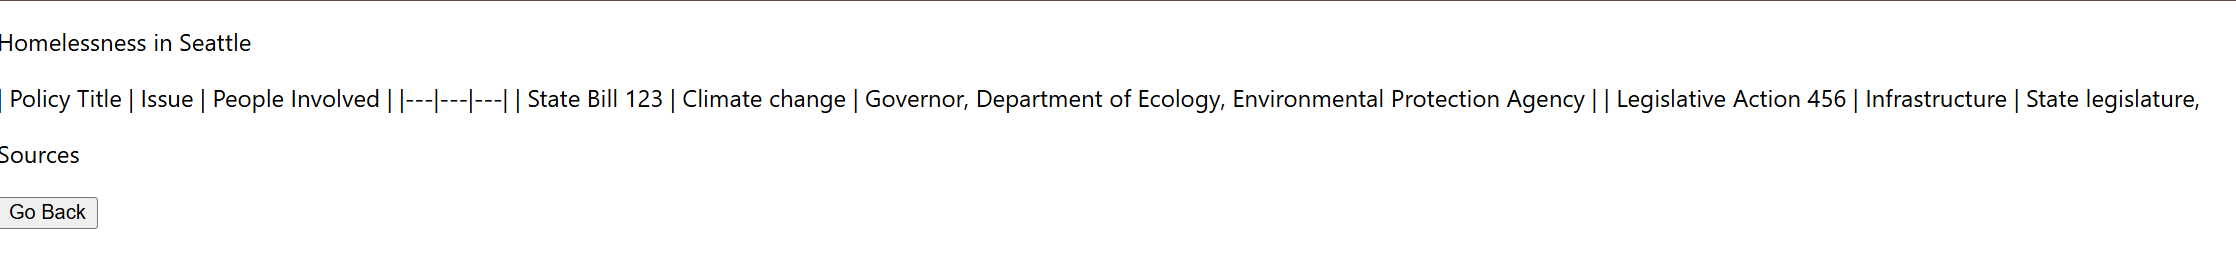 Homelessness in Seattle
| Policy Title | Issue | People Involved | |---|---|---| | State Bill 123 | Climate change | Governor, Department of Ecology, Environmental Protection Agency | | Legislative Action 456 | Infrastructure | State legislature,
Sources
Go Back